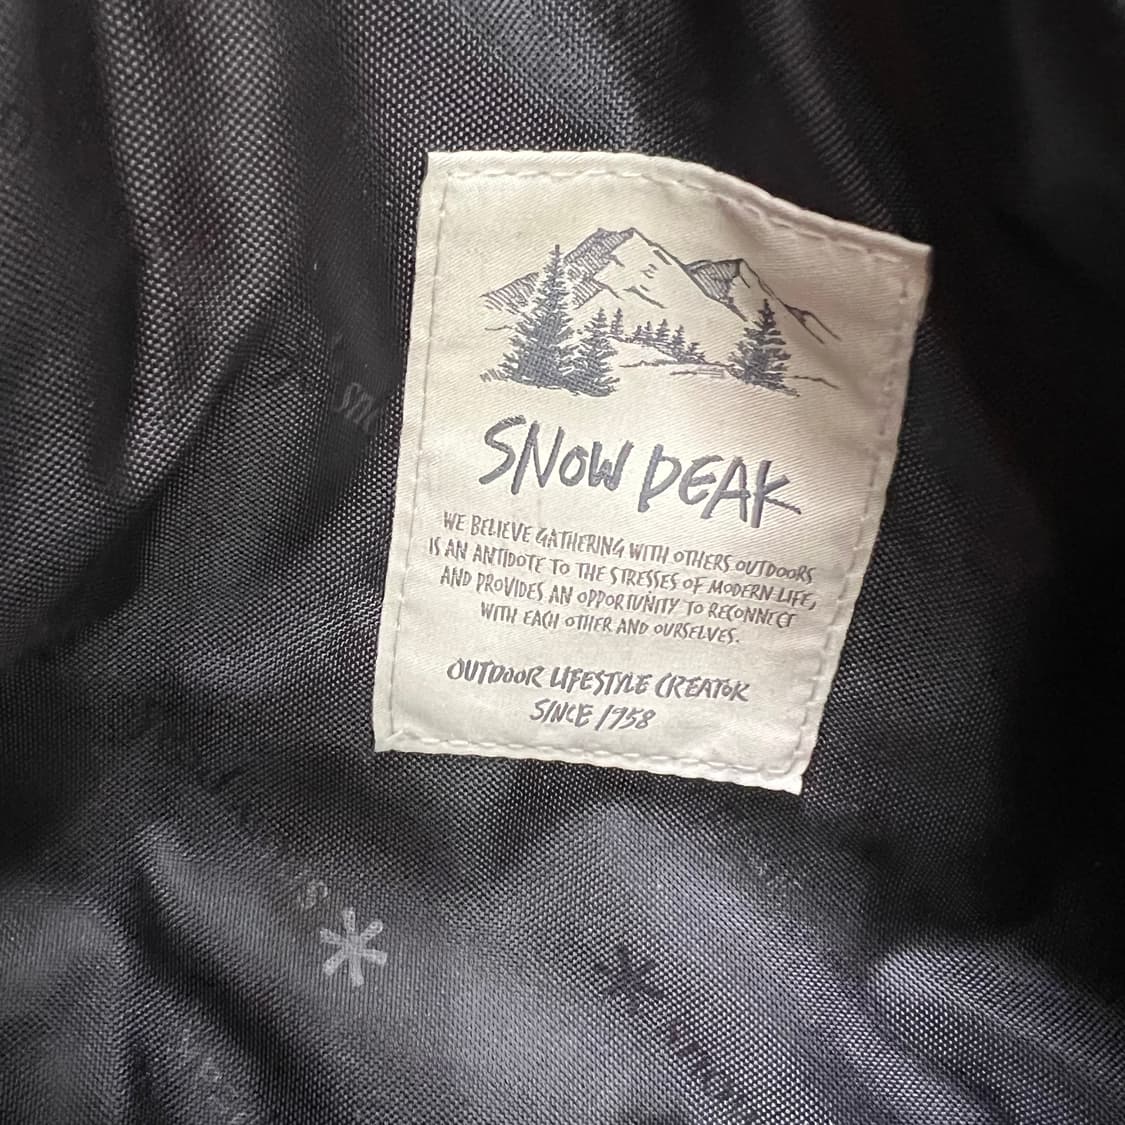 SNOW PEAK
WE BELIEVE GATHERING WITH OTHERS OUTDOORS
IS AN ANTIDOTE TO THE STRESSES OF MODERN LIFE,
AND PROVIDES AN OPPORTUNITY TO RECONNECT
WITH EACH OTHER AND OURSELVES.
OUTDOOR LIFESTYLE CREATOR
SINCE 1958